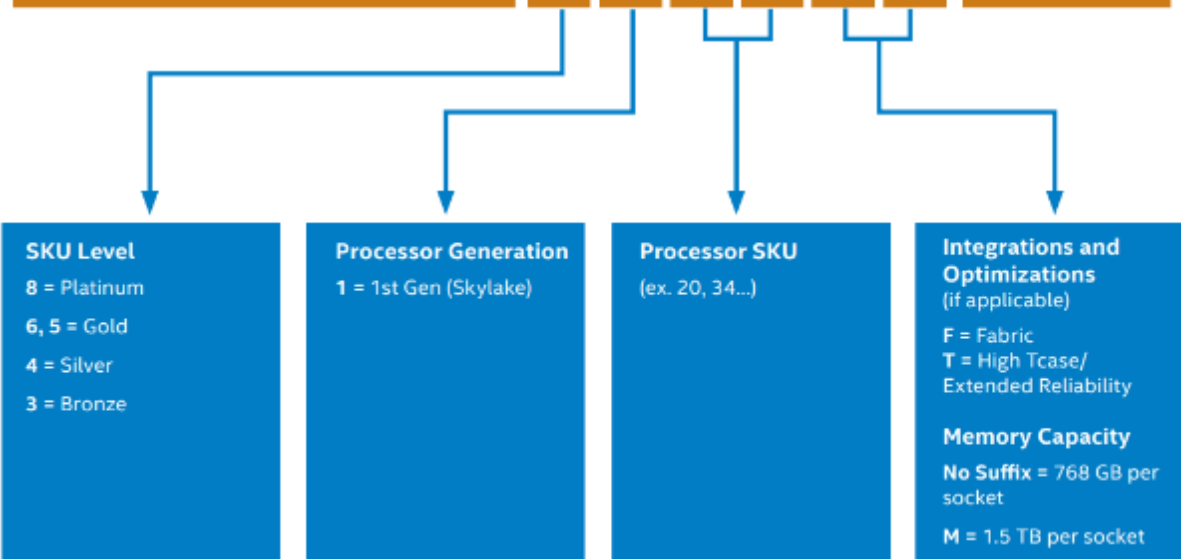 SKU Level
8 = Platinum
6, 5 = Gold
4 = Silver
3 = Bronze
Processor Generation
1 = 1st Gen (Skylake)
Processor SKU
(ex. 20, 34...)
Integrations and
Optimizations
(if applicable)
F = Fabric
T = High Tcase/
Extended Reliability
Memory Capacity
No Suffix = 768 GB per
socket
M = 1.5 TB per socket